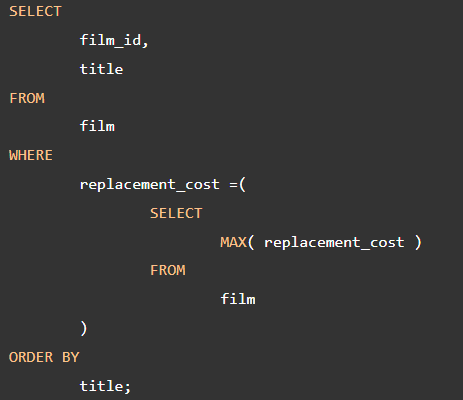 SELECT
film_id,
title
FROM
film
WHERE
replacement_cost =(
SELECT
MAX( replacement_cost )
FROM
film
)
ORDER BY
title;